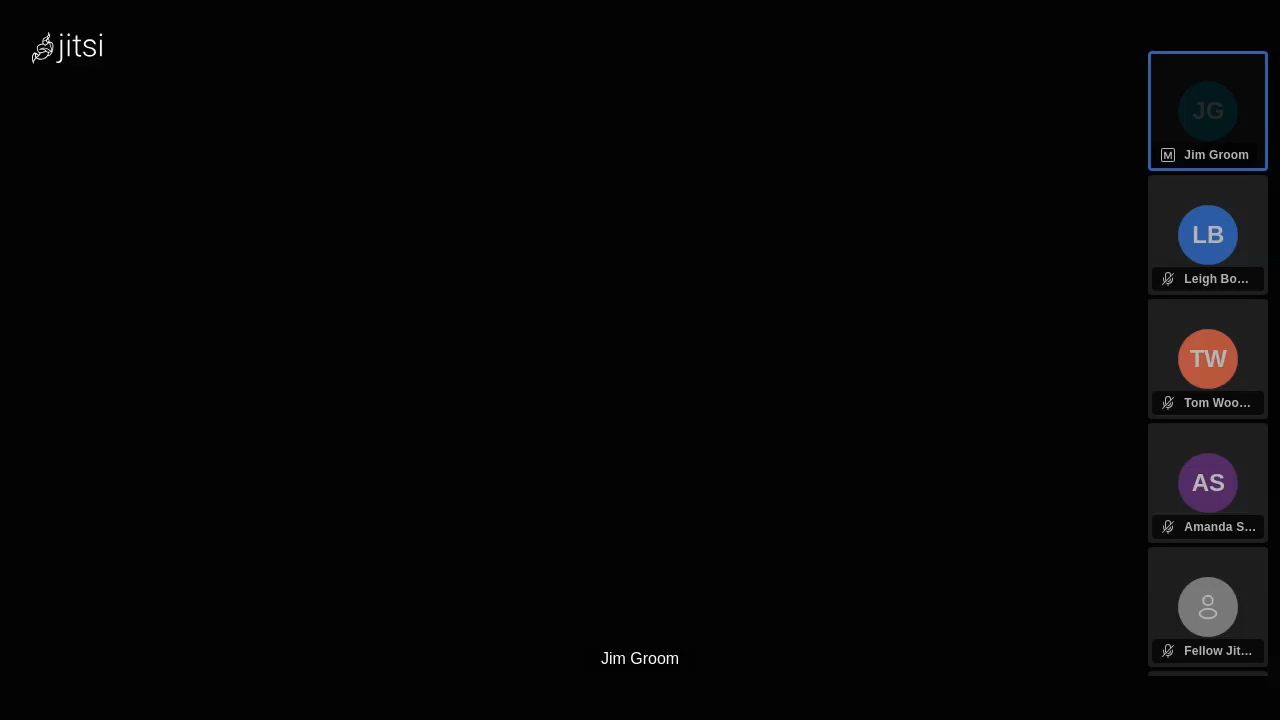 jitsi
JG
M Jim Groom
LB
Leigh Bo...
TW
Tom Woo...
AS
Amanda S...
Fellow Jit...
Jim Groom